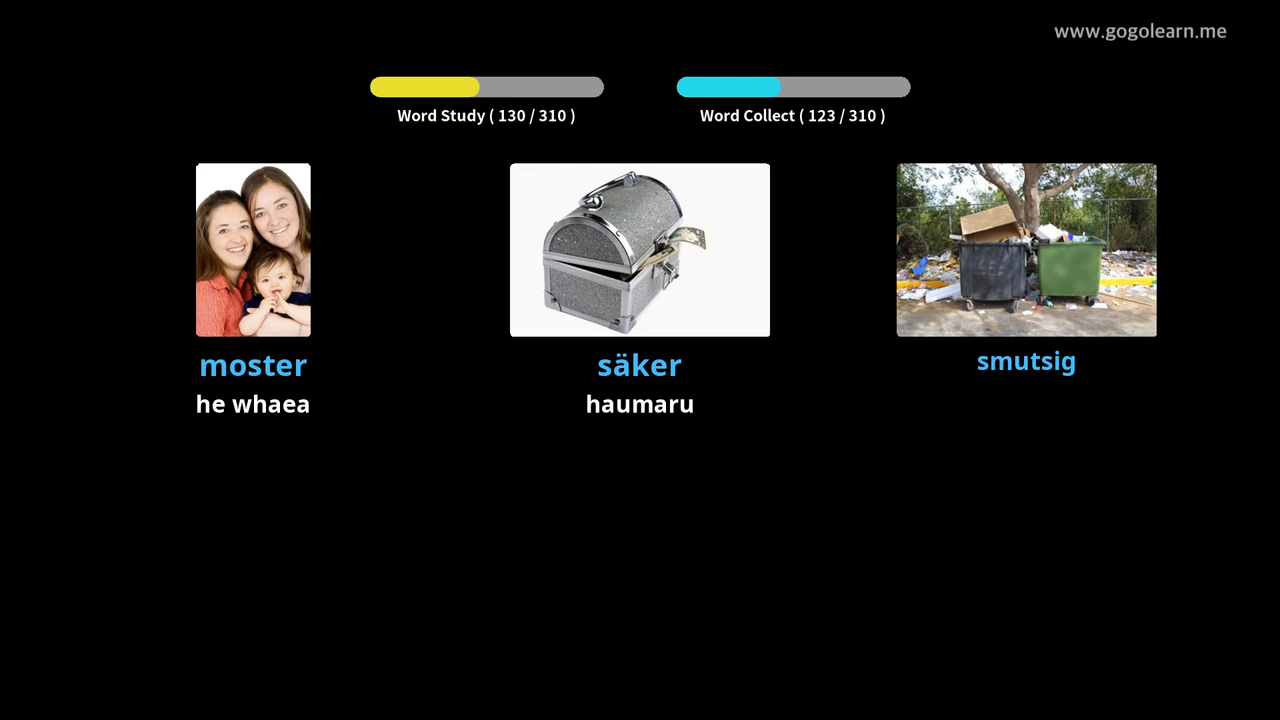 www.gogolearn.me
Word Study ( 130 / 310 )
Word Collect ( 123 / 310 )
moster
he whaea
säker
haumaru
smutsig